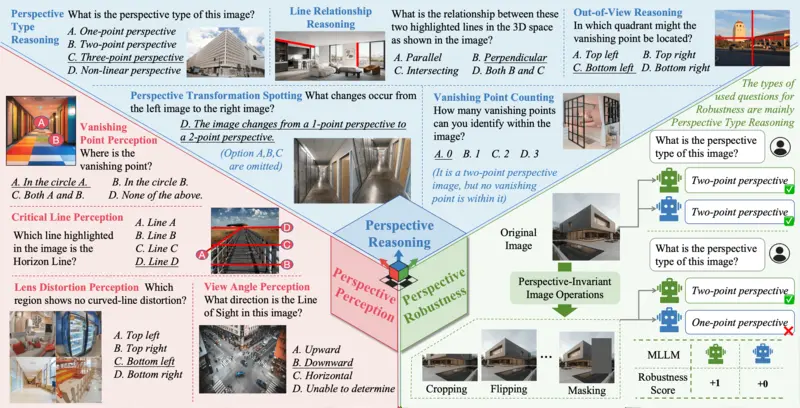 Perspective
Type
Reasoning
What is the perspective type of this image?
A. One-point perspective
B. Two-point perspective
C. Three-point perspective
D. Non-linear perspective
Line Relationship
Reasoning
What is the relationship between these
two highlighted lines in the 3D space
as shown in the image?
A. Parallel B. Perpendicular
C. Intersecting D. Both B and C
Out-of-View Reasoning
In which quadrant might the
vanishing point be located?
A. Top left B. Top right
C. Bottom left D. Bottom right
Perspective Transformation Spotting What changes occur from
the left image to the right image?
D. The image changes from a 1-point perspective to
a 2-point perspective.
(Option A,B,C
are omitted)
Vanishing Point Counting
How many vanishing points
can you identify within the
image?
A. 0 B. 1 C. 2 D. 3
(It is a two-point perspective
image, but no vanishing
point is within it)
The types of
used questions for
Robustness are mainly
Perspective Type Reasoning
A
B
Vanishing
Point Perception
Where is the
vanishing point?
A. In the circle A. B. In the circle B.
C. Both A and B. D. None of the above.
Critical Line Perception
Which line highlighted
in the image is the
Horizon Line?
A. Line A
B. Line B
C. Line C
D. Line D
A
D
C
B
Lens Distortion Perception Which
region shows no curved-line distortion?
A. Top left
B. Top right
C. Bottom left
D. Bottom right
View Angle Perception
What direction is the Line
of Sight in this image?
A. Upward
B. Downward
C. Horizontal
D. Unable to determine
Perspective
Reasoning
Perspective
Perception
Perspective
Robustness
Original
Image
Perspective-Invariant
Image Operations
Cropping
Flipping
...
Masking
What is the perspective
type of this image?
Two-point perspective
Two-point perspective
What is the perspective
type of this image?
Two-point perspective
One-point perspective
MLLM
Robustness
Score
+1
+0